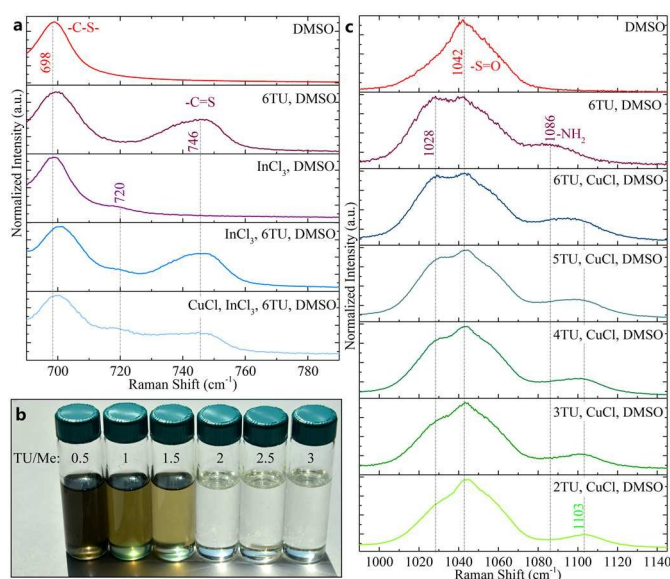 a
-C-S-
DMSO
698
6TU, DMSO
-C=S
746
InCl₃, DMSO
720
InCl₃, 6TU, DMSO
CuCl, InCl₃, 6TU, DMSO
Normalized Intensity (a.u.)
700 720 740 760 780
Raman Shift (cm⁻¹)
b
TU/Me: 0.5 1 1.5 2 2.5 3
c
DMSO
1042
-S=O
6TU, DMSO
1028
1086
-NH₂
6TU, CuCl, DMSO
5TU, CuCl, DMSO
4TU, CuCl, DMSO
3TU, CuCl, DMSO
2TU, CuCl, DMSO
1103
Normalized Intensity (a.u.)
1000 1020 1040 1060 1080 1100 1120 1140
Raman Shift (cm⁻¹)